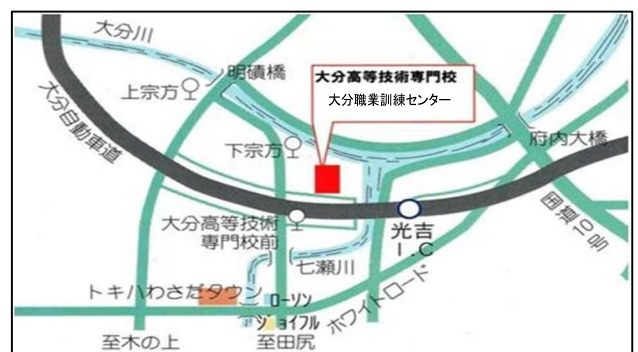 大分川
明磧橋
上宗方
大分高等技術専門校
大分職業訓練センター
大分自動車道
下宗方
府内大橋
国道210号
大分高等技術
専門校前
光吉
I.C
七瀬川
ホワイトロード
トキハわさだタウン
ローソン
ジョイフル
至木の上
至田尻